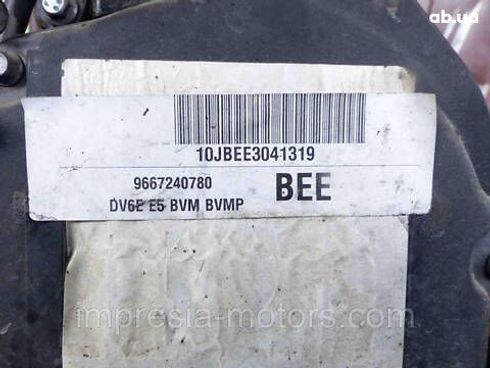 ab.ua
10JBEE3041319
9667240780
BEE
DV6E E5 BVM BVMP
impresia-motors.com